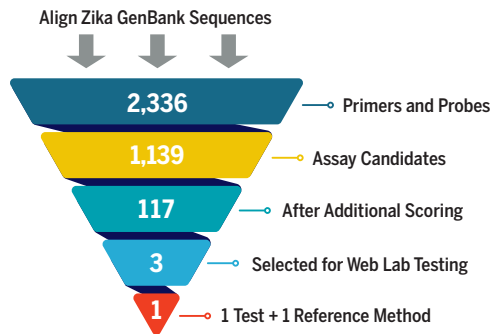 Align Zika GenBank Sequences
2,336 Primers and Probes
1,139 Assay Candidates
117 After Additional Scoring
3 Selected for Web Lab Testing
1 1 Test + 1 Reference Method